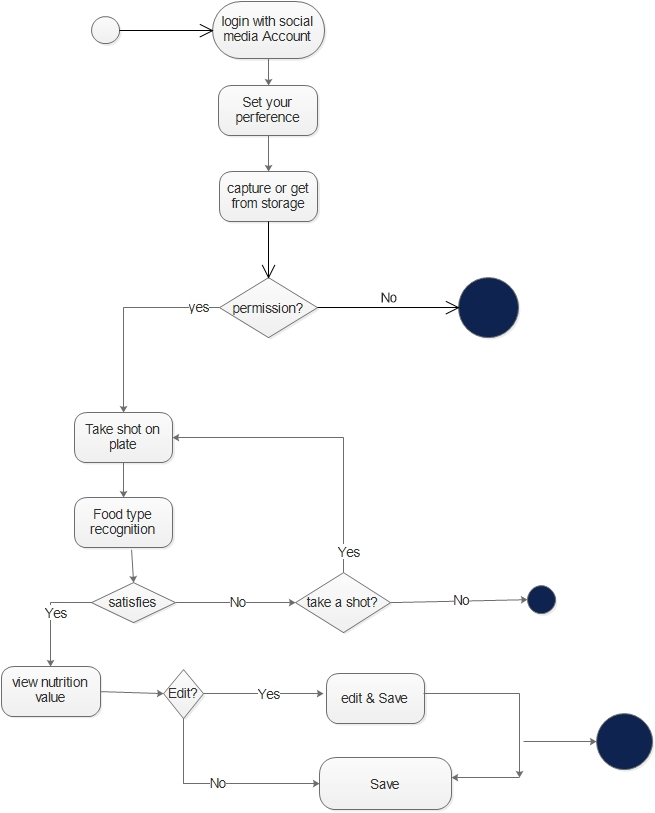 login with social
media Account
Set your
perference
capture or get
from storage
permission?
No
yes
Take shot on
plate
Food type
recognition
Yes
satisfies
No
take a shot?
No
Yes
view nutrition
value
Edit?
Yes
edit & Save
No
Save